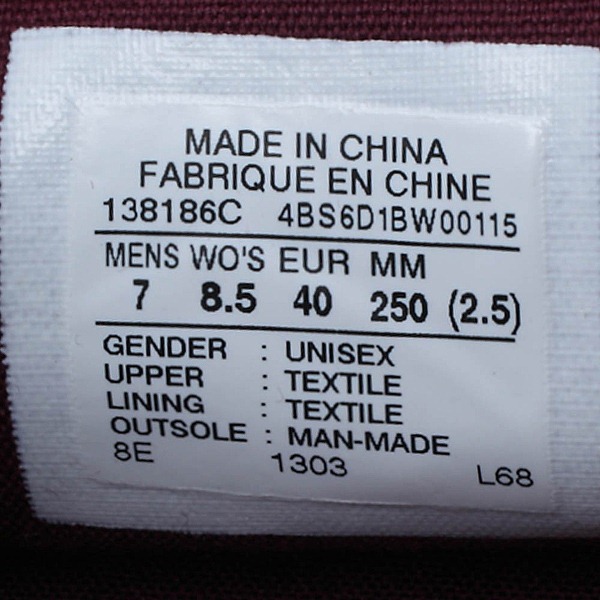 MADE IN CHINA
FABRIQUE EN CHINE
138186C 4BS6D1BW00115
MENS WO'S EUR MM
7 8.5 40 250 (2.5)
GENDER : UNISEX
UPPER : TEXTILE
LINING : TEXTILE
OUTSOLE : MAN-MADE
8E 1303 L68